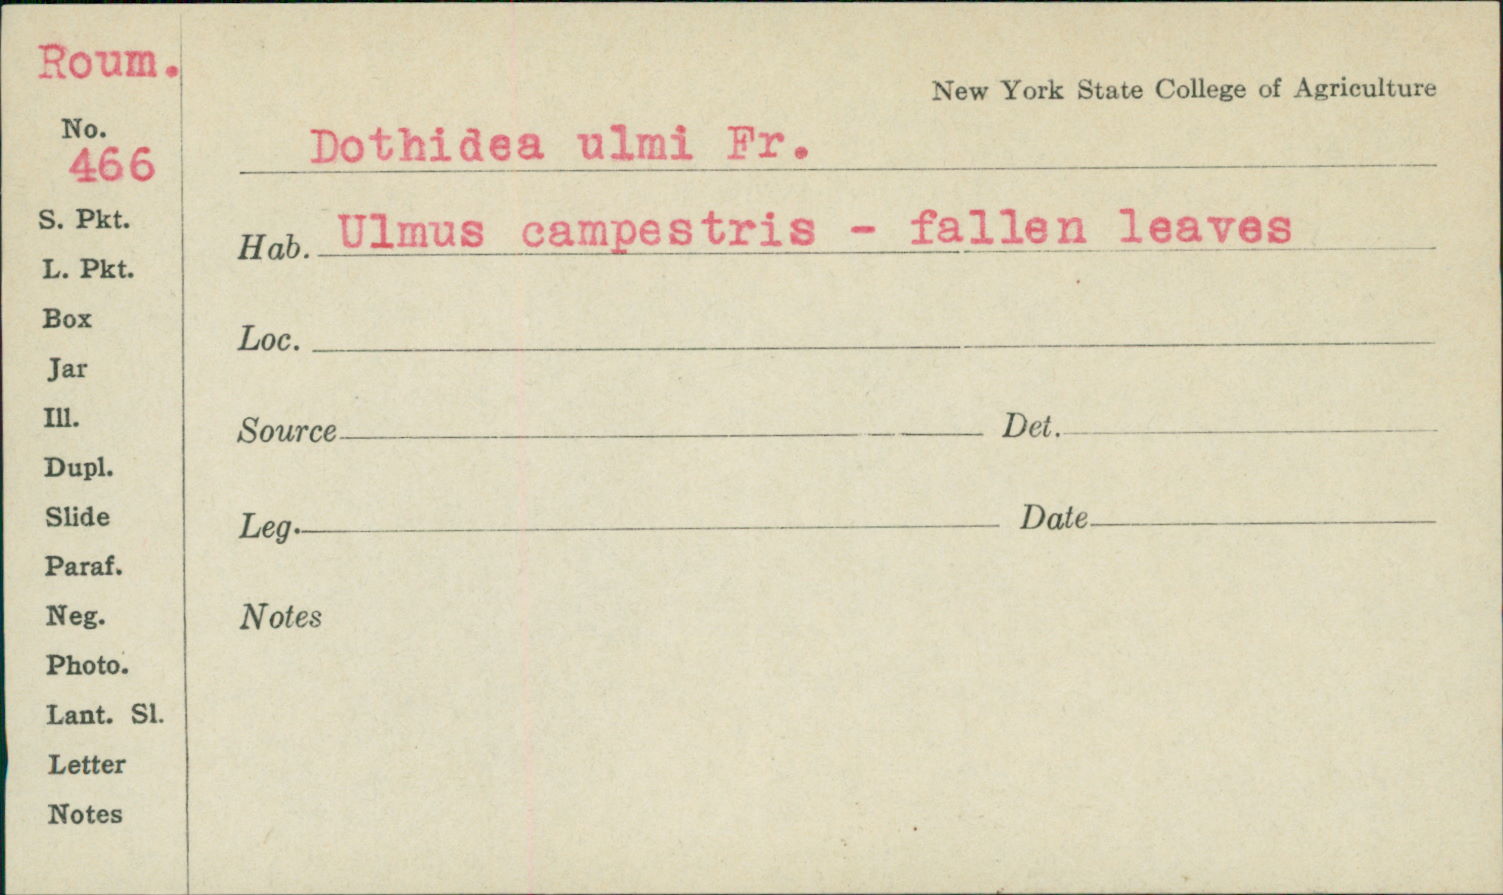 Roum.
No.
466
S. Pkt.
L. Pkt.
Box
Jar
Ill.
Dupl.
Slide
Paraf.
Neg.
Photo.
Lant. Sl.
Letter
Notes
New York State College of Agriculture
Dothidea ulmi Fr.
Hab. Ulmus campestris - fallen leaves
Loc.
Source Det.
Leg. Date
Notes